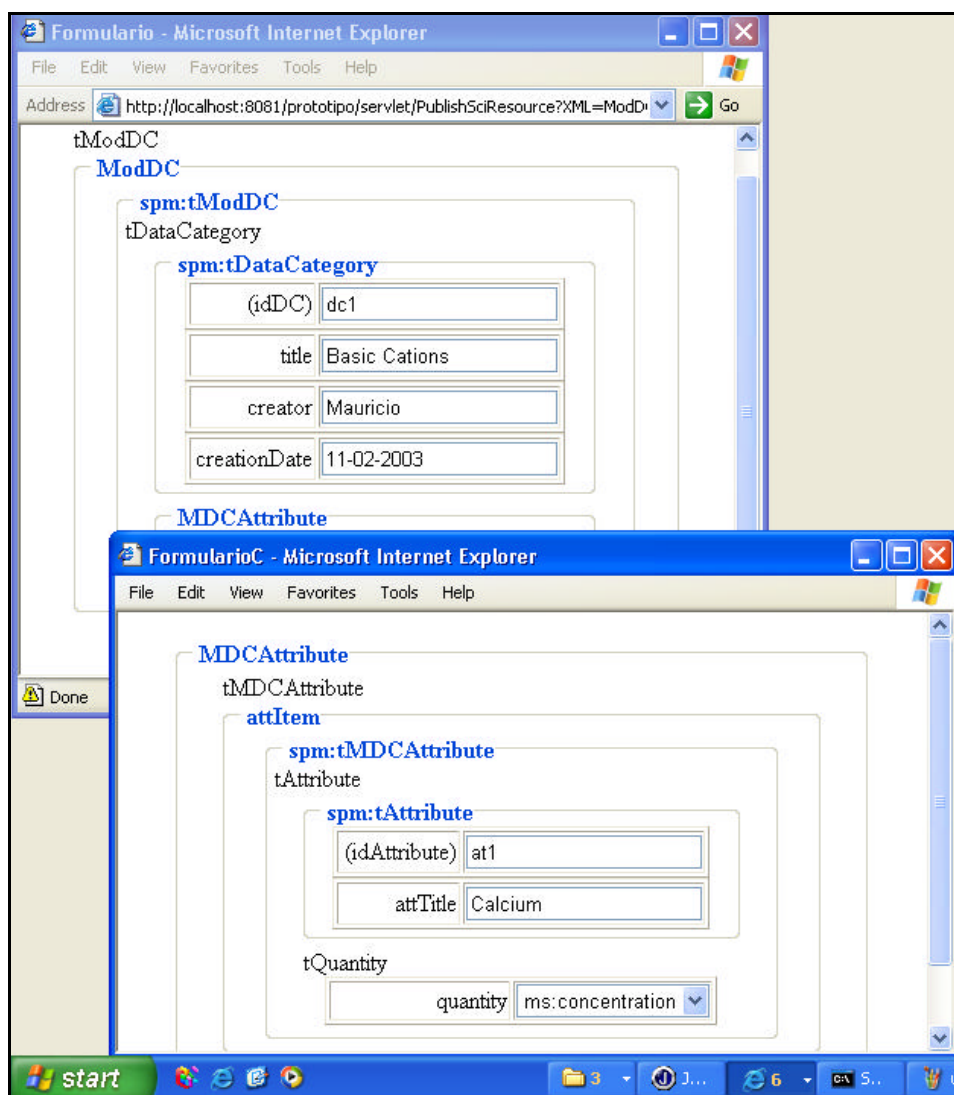 Formulario - Microsoft Internet Explorer
File Edit View Favorites Tools Help
Address http://localhost:8081/prototipo/servlet/PublishSciResource?XML=ModD Go
tModDC
ModDC
spm:tModDC
tDataCategory
spm:tDataCategory
(idDC) dc1
title Basic Cations
creator Mauricio
creationDate 11-02-2003
MDCAttribute
Done
FormularioC - Microsoft Internet Explorer
File Edit View Favorites Tools Help
MDCAttribute
tMDCAttribute
attItem
spm:tMDCAttribute
tAttribute
spm:tAttribute
(idAttribute) at1
attTitle Calcium
tQuantity
quantity ms:concentration
start 3 J... 6 S.. u